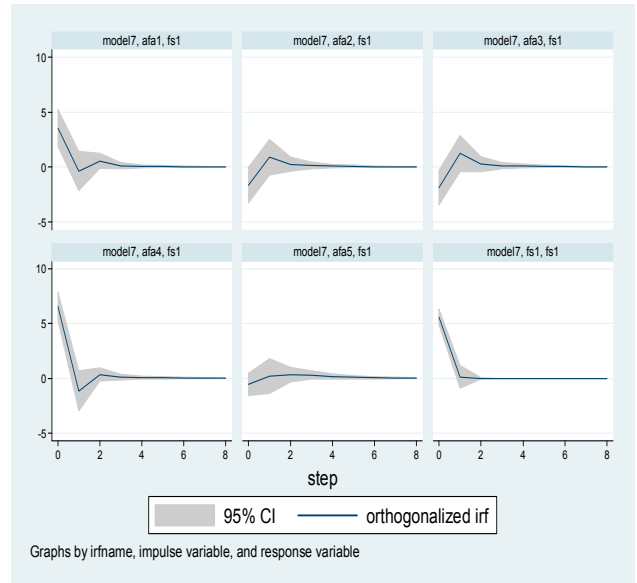 model7, afa1, fs1
model7, afa2, fs1
model7, afa3, fs1
10
5
0
-5
model7, afa4, fs1
model7, afa5, fs1
model7, fs1, fs1
10
5
0
-5
0 2 4 6 8
0 2 4 6 8
0 2 4 6 8
step
95% CI
orthogonalized irf
Graphs by irfname, impulse variable, and response variable